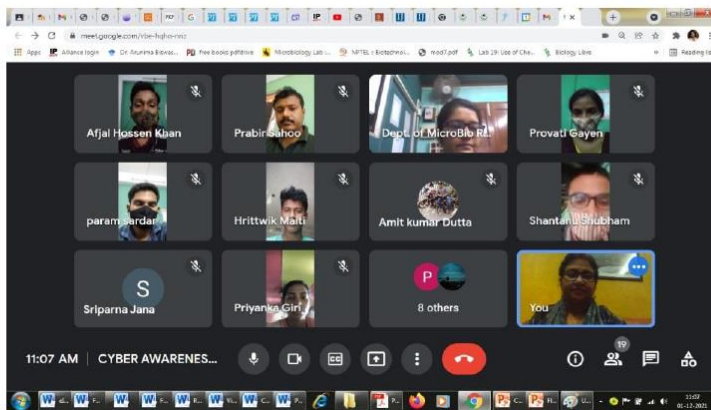 meet.google.com/vbe-hqho-nnz
Apps Alliance login Dr. Arunima Biswas... PD free books pdfdrive Microbiology Lab :... NPTEL :: Biotechnol... mod7.pdf Lab 19: Use of Che... Biology Libre Reading list
Afjal Hossen Khan Prabir Sahoo Dept. of MicroBio R... Provati Gayen
param sardar Hrittwik Maiti Amit kumar Dutta Shantanu Shubham
S
Sriparna Jana Priyanka Giri P 8 others You
11:07 AM | CYBER AWARENES... CC 19
11:07
01-12-2021